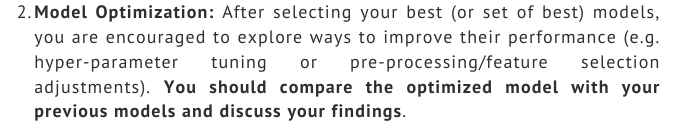 2. Model Optimization: After selecting your best (or set of best) models,
you are encouraged to explore ways to improve their performance (e.g.
hyper-parameter tuning or pre-processing/feature selection
adjustments). You should compare the optimized model with your
previous models and discuss your findings.